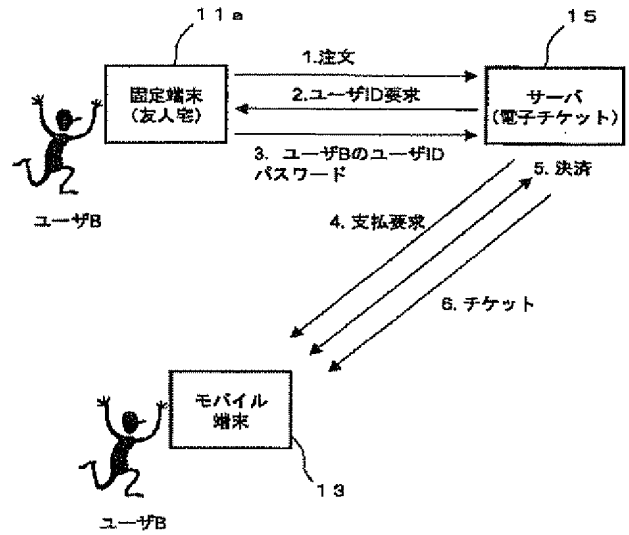 11a
15
1.注文
固定端末
(友人宅)
2.ユーザID要求
サーバ
(電子チケット)
3. ユーザBのユーザID
パスワード
5. 決済
ユーザB
4. 支払要求
6. チケット
モバイル
端末
13
ユーザB